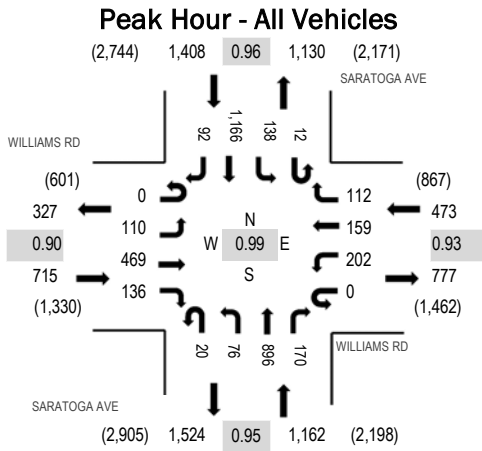 Peak Hour - All Vehicles
(2,744) 1,408 0.96 1,130 (2,171)
SARATOGA AVE
92 1,166 138 12
WILLIAMS RD
(601) (867)
0 112
327 473
110 N 159
0.90 W 0.99 E 0.93
469 S 202
715 777
136 0
(1,330) (1,462)
20 76 896 170
WILLIAMS RD
SARATOGA AVE
(2,905) 1,524 0.95 1,162 (2,198)